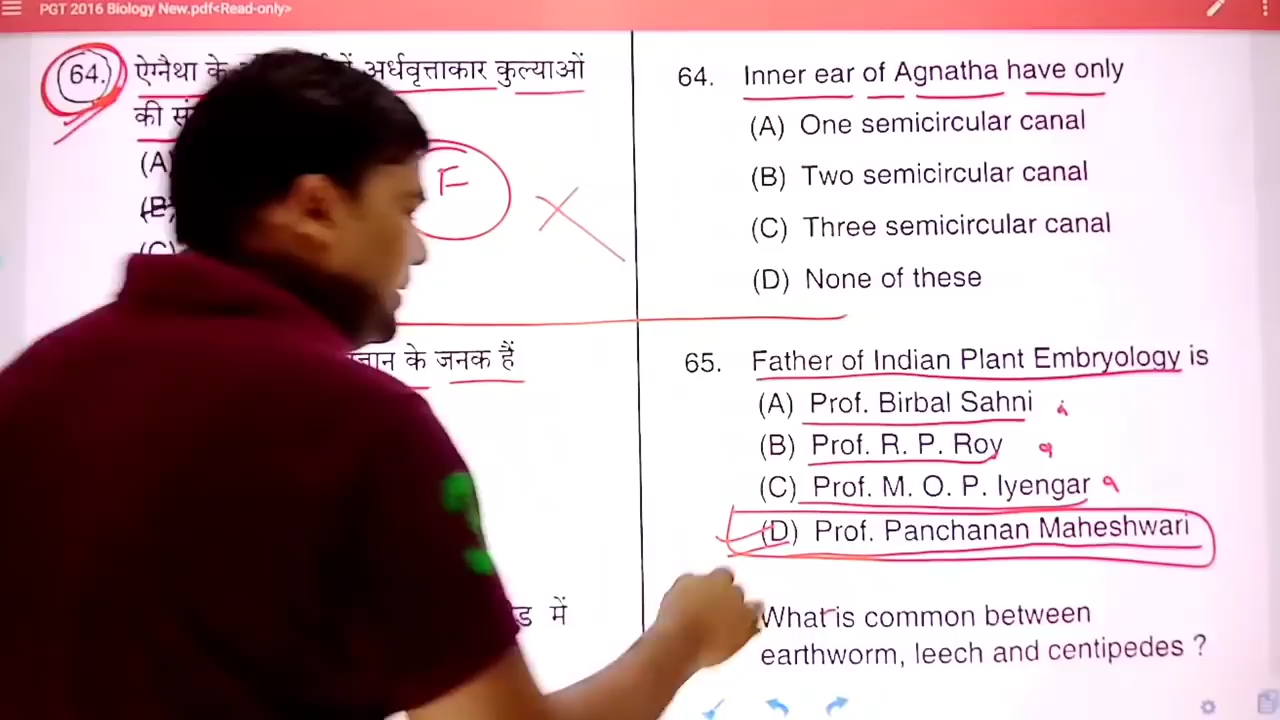 PGT 2016 Biology New.pdf<Read-only>
64. ऐग्नैथा के अर्धवृत्ताकार कुल्याओं
की
(A)
(B)
(C)
F
के जनक हैं
में
64. Inner ear of Agnatha have only
(A) One semicircular canal
(B) Two semicircular canal
(C) Three semicircular canal
(D) None of these
65. Father of Indian Plant Embryology is
(A) Prof. Birbal Sahni
(B) Prof. R. P. Roy
(C) Prof. M. O. P. Iyengar
(D) Prof. Panchanan Maheshwari
What is common between
earthworm, leech and centipedes ?